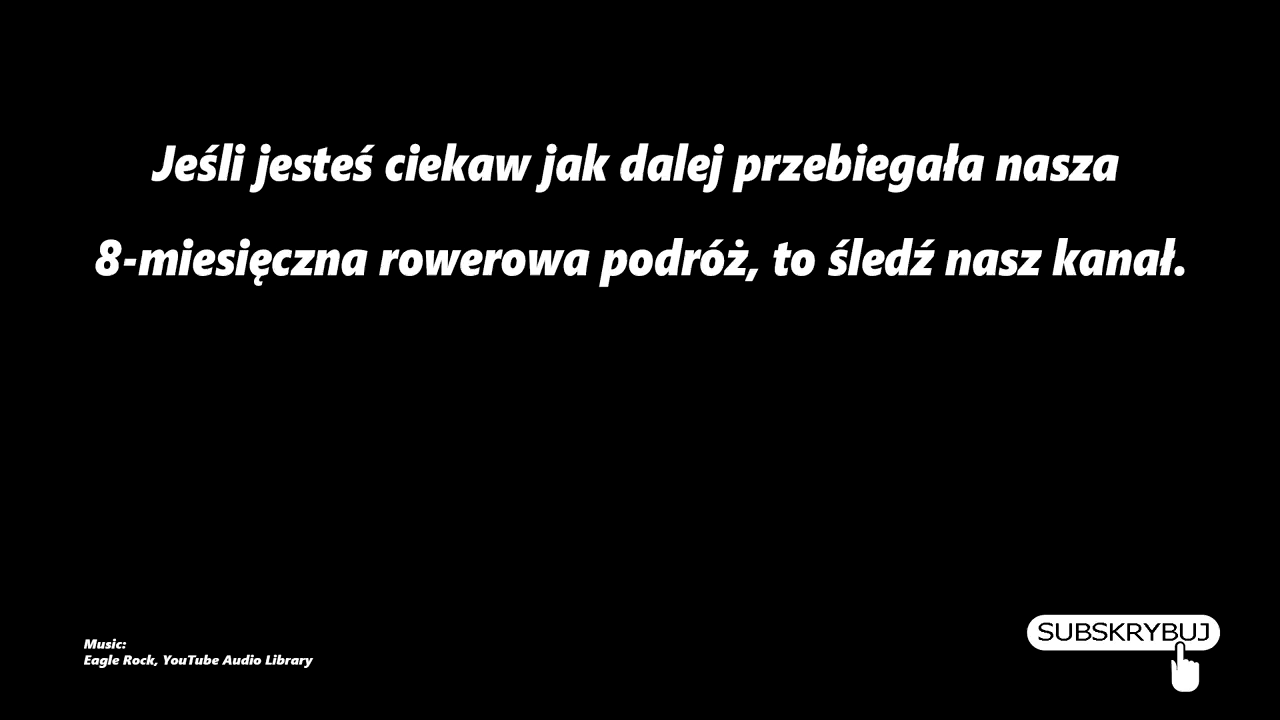 Jeśli jesteś ciekaw jak dalej przebiegała nasza
8-miesięczna rowerowa podróż, to śledź nasz kanał.
Music:
Eagle Rock, YouTube Audio Library
SUBSKRYBUJ